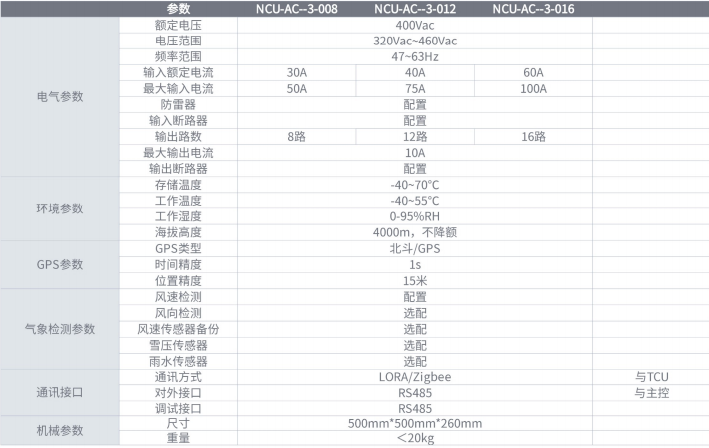 参数 NCU-AC--3-008 NCU-AC--3-012 NCU-AC--3-016
电气参数
额定电压 400Vac
电压范围 320Vac~460Vac
频率范围 47~63Hz
输入额定电流 30A 40A 60A
最大输入电流 50A 75A 100A
防雷器 配置
输入断路器 配置
输出路数 8路 12路 16路
最大输出电流 10A
输出断路器 配置
环境参数
存储温度 -40~70℃
工作温度 -40~55℃
工作湿度 0-95%RH
海拔高度 4000m，不降额
GPS参数
GPS类型 北斗/GPS
时间精度 1s
位置精度 15米
气象检测参数
风速检测 配置
风向检测 选配
风速传感器备份 选配
雪压传感器 选配
雨水传感器 选配
通讯接口
通讯方式 LORA/Zigbee 与TCU
对外接口 RS485 与主控
调试接口 RS485
机械参数
尺寸 500mm*500mm*260mm
重量 ＜20kg